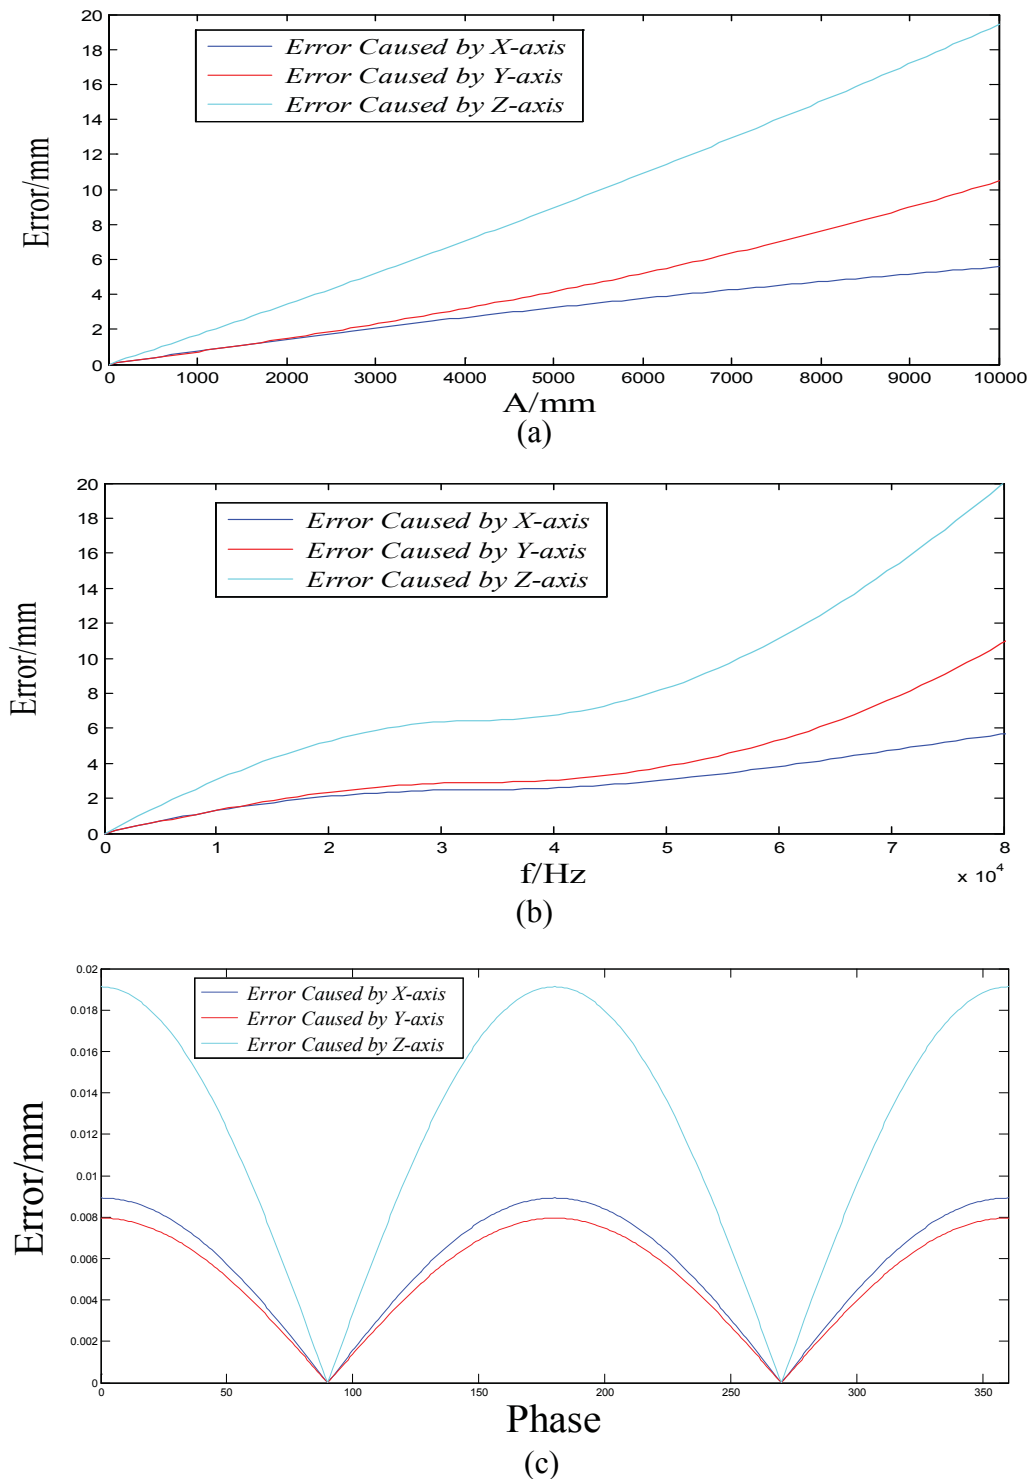 20
18
16
14
12
10
8
6
4
2
0
Error/mm
Error Caused by X-axis
Error Caused by Y-axis
Error Caused by Z-axis
0 1000 2000 3000 4000 5000 6000 7000 8000 9000 10000
A/mm
(a)
20
18
16
14
12
10
8
6
4
2
0
Error/mm
Error Caused by X-axis
Error Caused by Y-axis
Error Caused by Z-axis
0 1 2 3 4 5 6 7 8
x 10⁴
f/Hz
(b)
0.02
0.018
0.016
0.014
0.012
0.01
0.008
0.006
0.004
0.002
0
Error/mm
Error Caused by X-axis
Error Caused by Y-axis
Error Caused by Z-axis
0 50 100 150 200 250 300 350
Phase
(c)